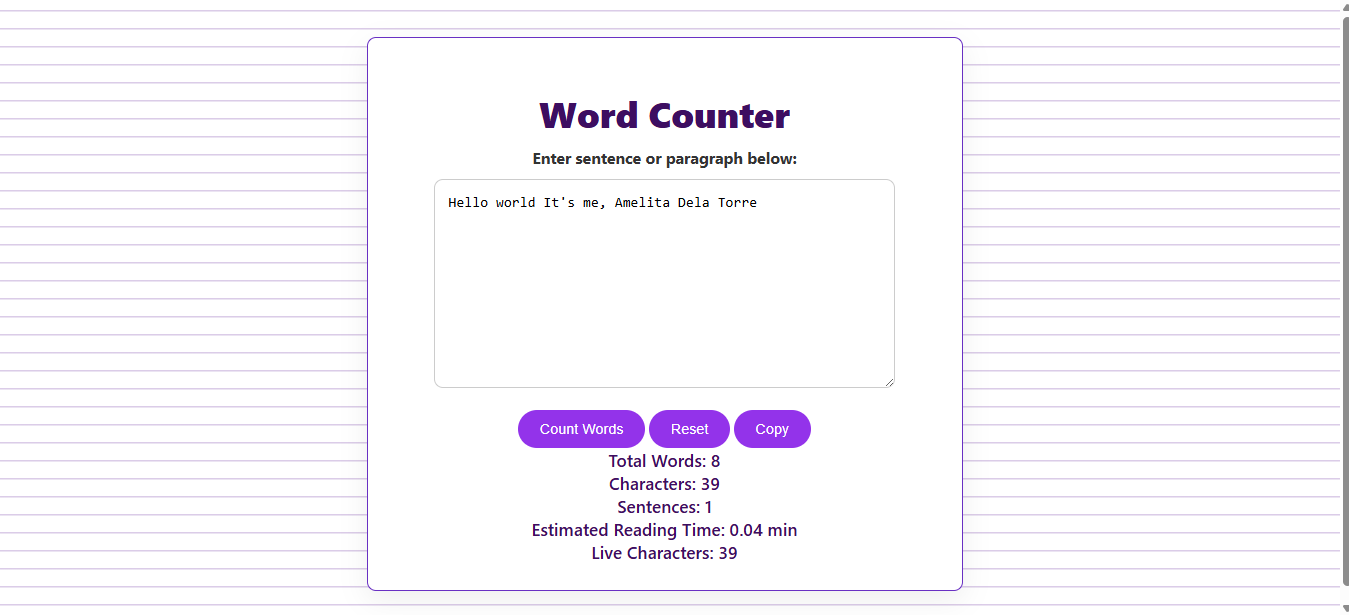 Word Counter
Enter sentence or paragraph below:
Hello world It's me, Amelita Dela Torre
Count Words Reset Copy
Total Words: 8
Characters: 39
Sentences: 1
Estimated Reading Time: 0.04 min
Live Characters: 39